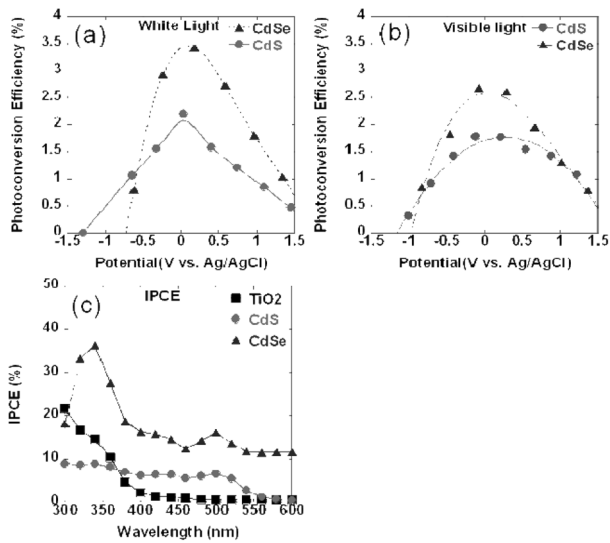 (a)
White Light
CdSe
CdS
Photoconversion Efficiency (%)
4
3.5
3
2.5
2
1.5
1
0.5
0
-1.5 -1 -0.5 0 0.5 1 1.5
Potential(V vs. Ag/AgCl)
(b)
Visible light
CdS
CdSe
Photoconversion Efficiency (%)
4
3.5
3
2.5
2
1.5
1
0.5
0
-1.5 -1 -0.5 0 0.5 1 1.5
Potential(V vs. Ag/AgCl)
(c)
IPCE
TiO2
CdS
CdSe
IPCE (%)
50
40
30
20
10
0
300 350 400 450 500 550 600
Wavelength (nm)